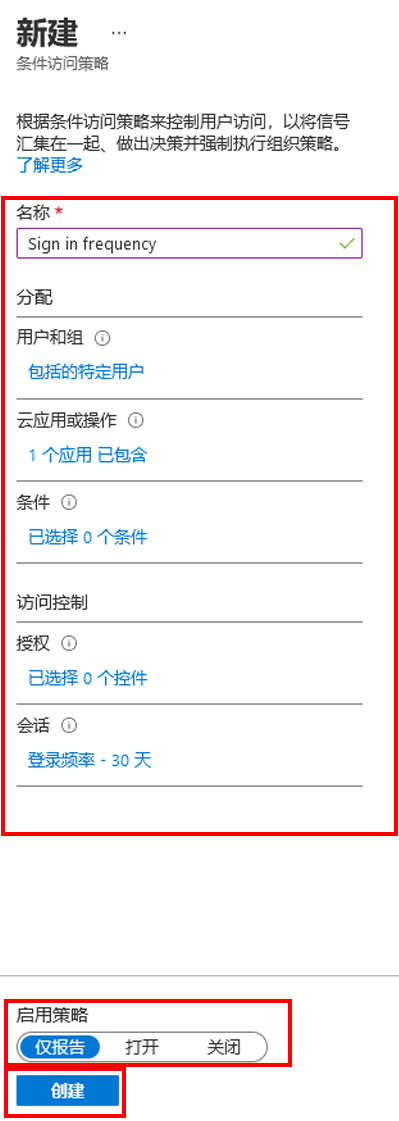 新建 ...
条件访问策略
根据条件访问策略来控制用户访问，以将信号
汇集在一起、做出决策并强制执行组织策略。
了解更多
名称 *
Sign in frequency
分配
用户和组
包括的特定用户
云应用或操作
1 个应用 已包含
条件
已选择 0 个条件
访问控制
授权
已选择 0 个控件
会话
登录频率 - 30 天
启用策略
仅报告 打开 关闭
创建